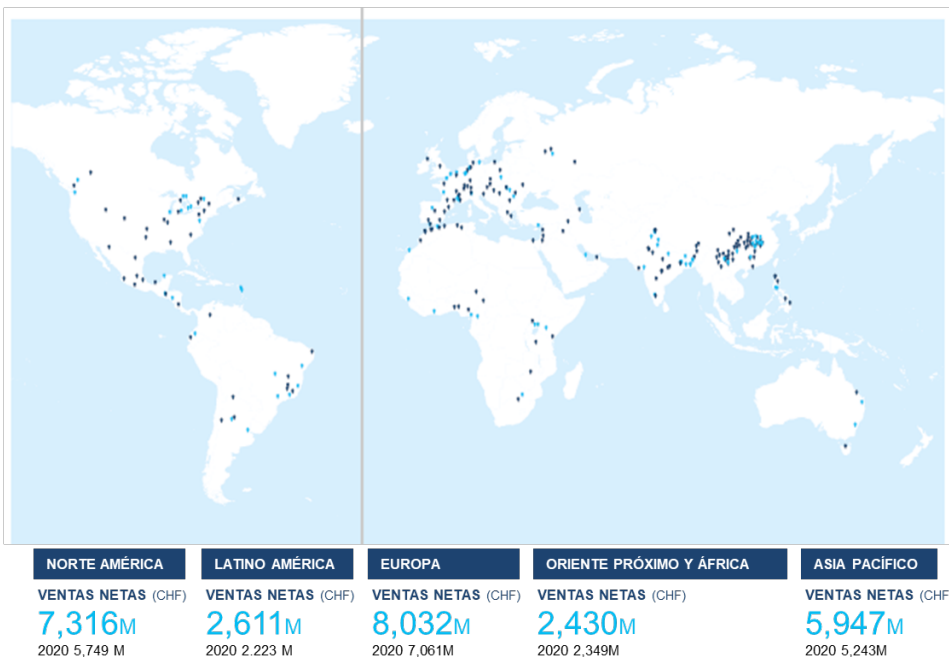 NORTE AMÉRICA
VENTAS NETAS (CHF)
7,316M
2020 5,749 M
LATINO AMÉRICA
VENTAS NETAS (CHF)
2,611M
2020 2.223 M
EUROPA
VENTAS NETAS (CHF)
8,032M
2020 7,061M
ORIENTE PRÓXIMO Y ÁFRICA
VENTAS NETAS (CHF)
2,430M
2020 2,349M
ASIA PACÍFICO
VENTAS NETAS (CHF
5,947M
2020 5,243M